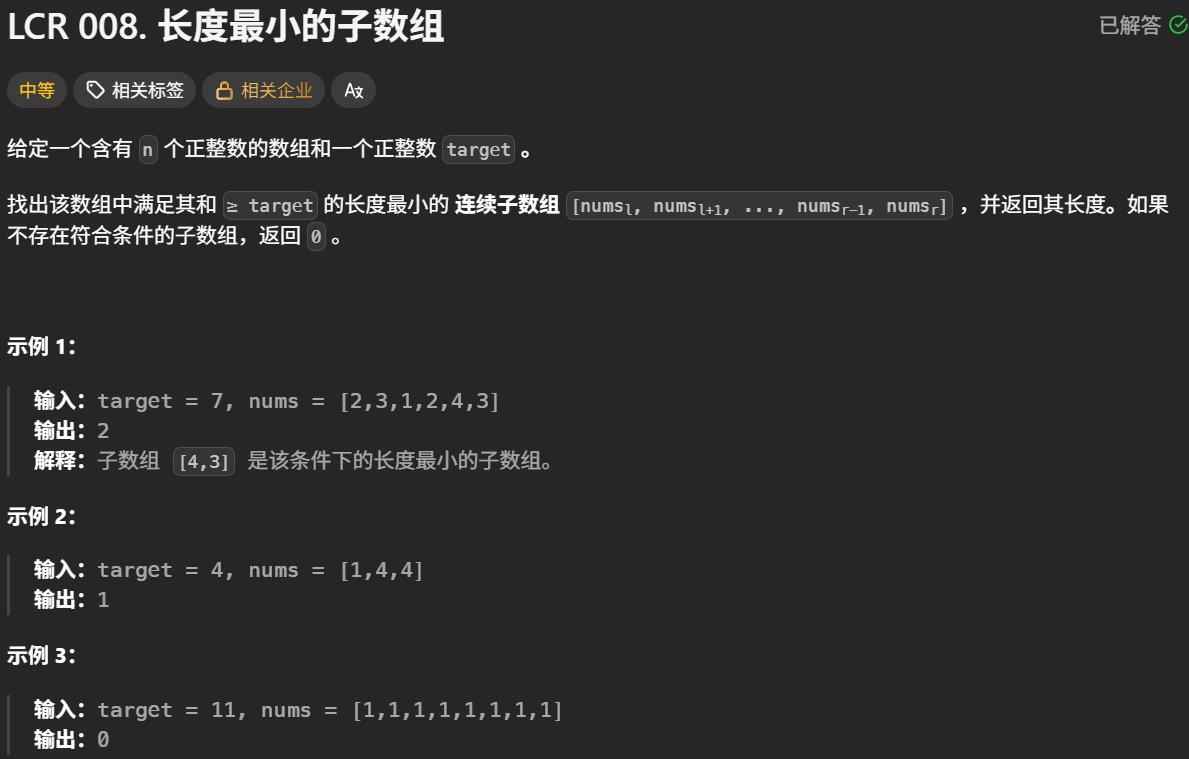 LCR 008. 长度最小的子数组
已解答
中等 相关标签 相关企业 A文
给定一个含有 n 个正整数的数组和一个正整数 target 。
找出该数组中满足其和 ≥ target 的长度最小的 连续子数组 [numsl, numsl+1, ..., numsr-1, numsr] ，并返回其长度。如果
不存在符合条件的子数组，返回 0 。
示例 1：
输入：target = 7, nums = [2,3,1,2,4,3]
输出：2
解释：子数组 [4,3] 是该条件下的长度最小的子数组。
示例 2：
输入：target = 4, nums = [1,4,4]
输出：1
示例 3：
输入：target = 11, nums = [1,1,1,1,1,1,1,1]
输出：0